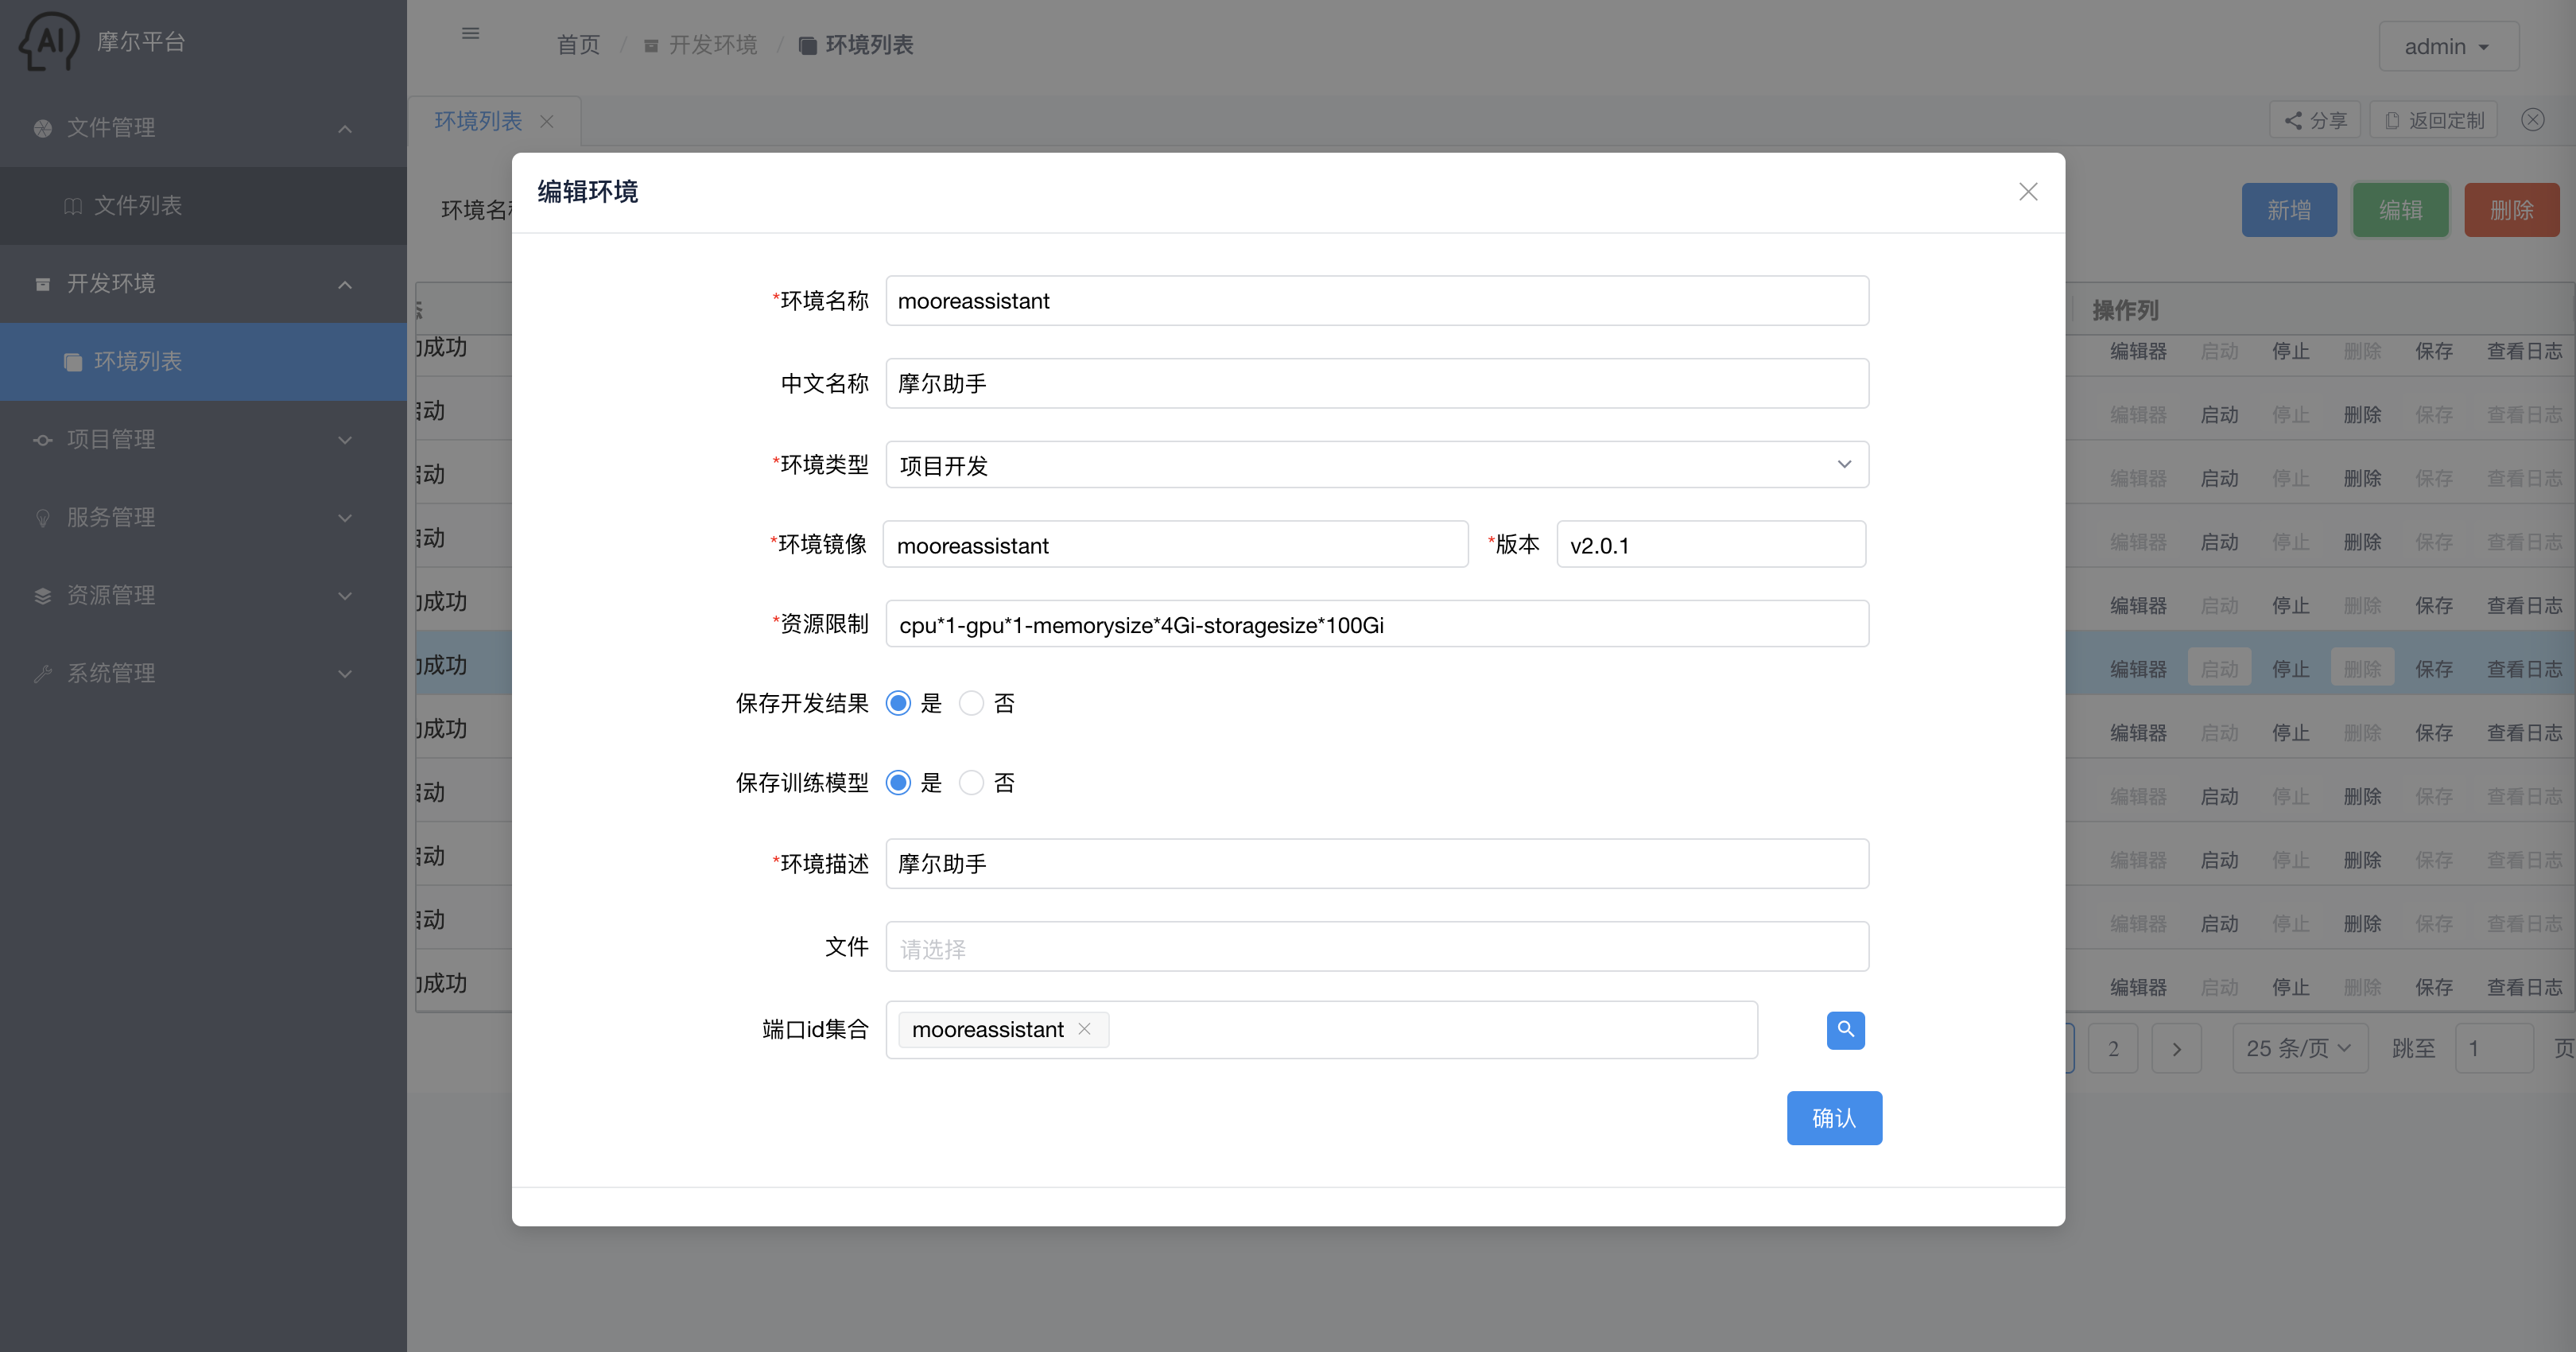 AI 摩尔平台
首页 / 开发环境 / 环境列表
admin
文件管理
文件列表
开发环境
环境列表
项目管理
服务管理
资源管理
系统管理
环境列表
分享 返回定制
环境名
新增 编辑 删除
编辑环境
*环境名称 mooreassistant
中文名称 摩尔助手
*环境类型 项目开发
*环境镜像 mooreassistant *版本 v2.0.1
*资源限制 cpu*1-gpu*1-memorysize*4Gi-storagesize*100Gi
保存开发结果 是 否
保存训练模型 是 否
*环境描述 摩尔助手
文件 请选择
端口id集合 mooreassistant
确认
操作列
成功 编辑器 启动 停止 删除 保存 查看日志
动 编辑器 启动 停止 删除 保存 查看日志
动 编辑器 启动 停止 删除 保存 查看日志
动 编辑器 启动 停止 删除 保存 查看日志
成功 编辑器 启动 停止 删除 保存 查看日志
成功 编辑器 启动 停止 删除 保存 查看日志
成功 编辑器 启动 停止 删除 保存 查看日志
动 编辑器 启动 停止 删除 保存 查看日志
动 编辑器 启动 停止 删除 保存 查看日志
动 编辑器 启动 停止 删除 保存 查看日志
成功 编辑器 启动 停止 删除 保存 查看日志
2 25 条/页 跳至 1 页